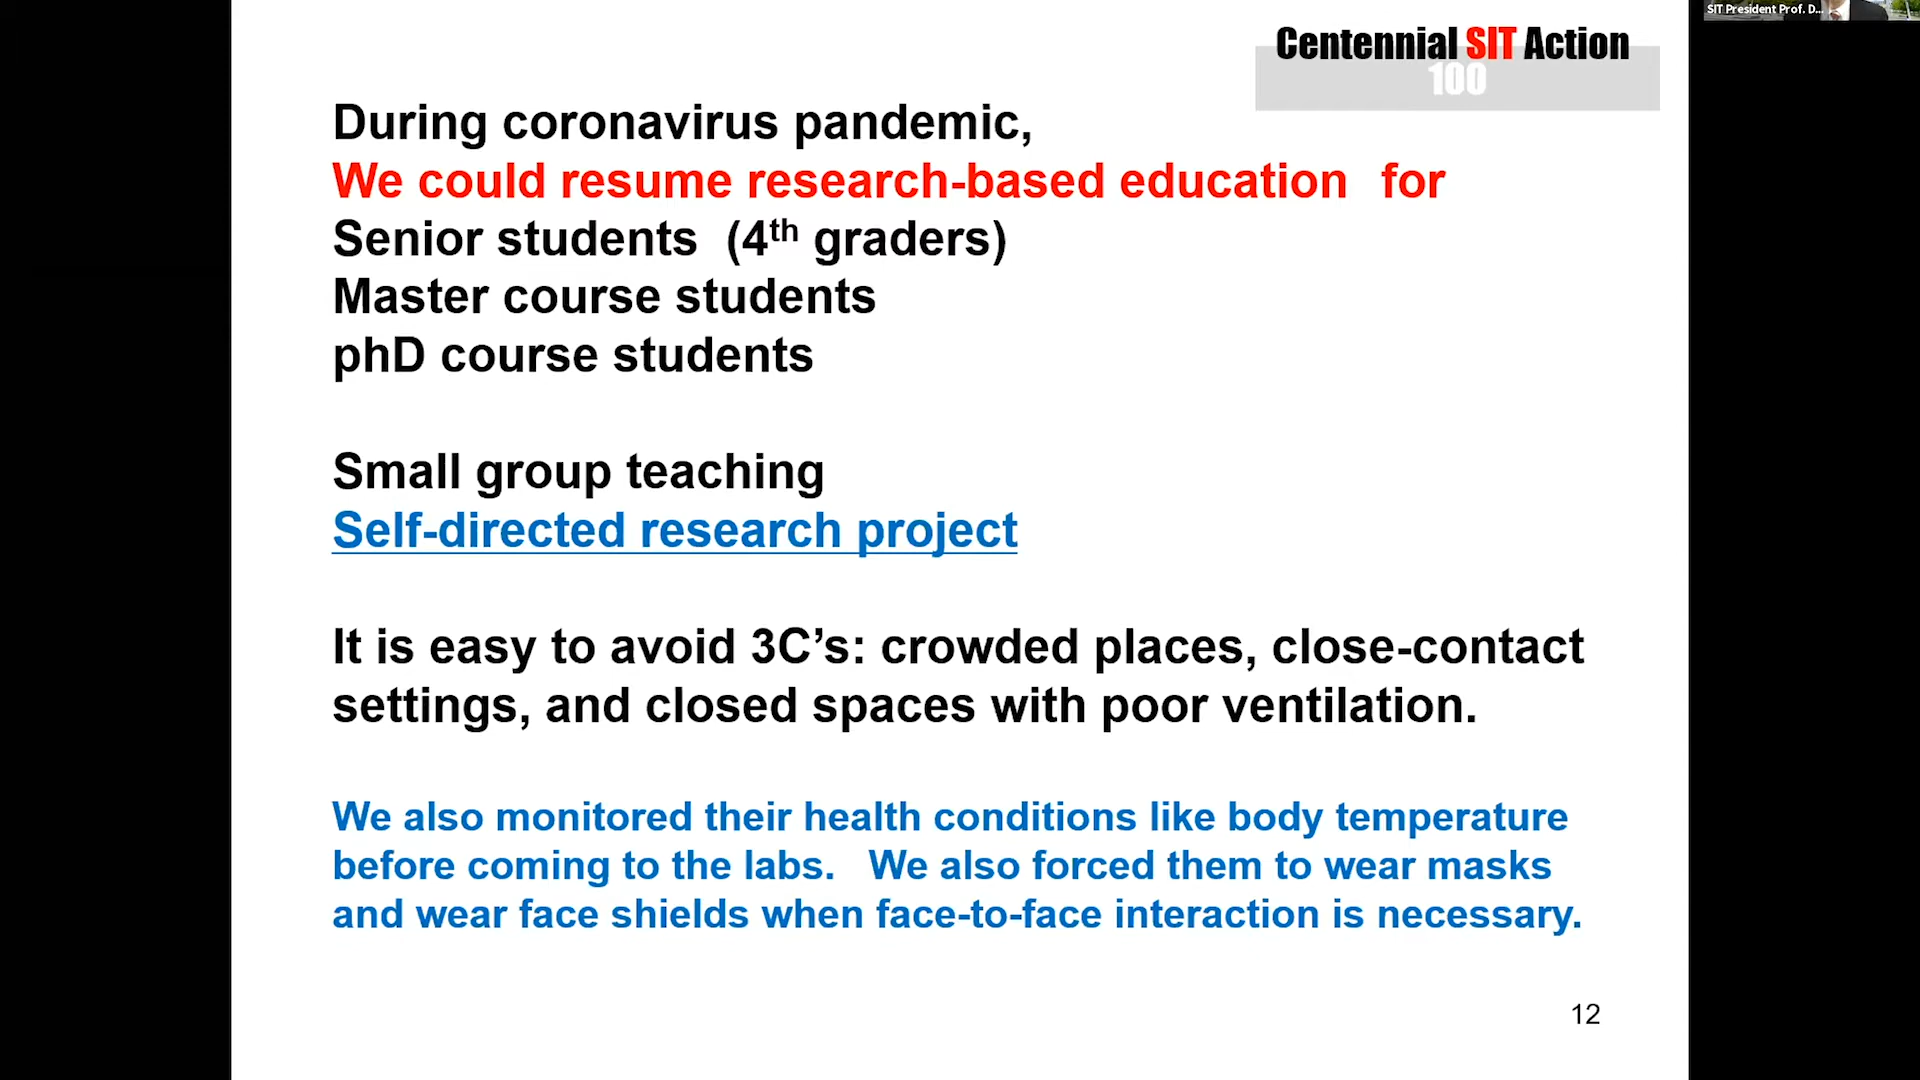 SIT President Prof. D...
Centennial SIT Action
100
During coronavirus pandemic,
We could resume research-based education for
Senior students (4th graders)
Master course students
phD course students
Small group teaching
Self-directed research project
It is easy to avoid 3C’s: crowded places, close-contact
settings, and closed spaces with poor ventilation.
We also monitored their health conditions like body temperature
before coming to the labs. We also forced them to wear masks
and wear face shields when face-to-face interaction is necessary.
12